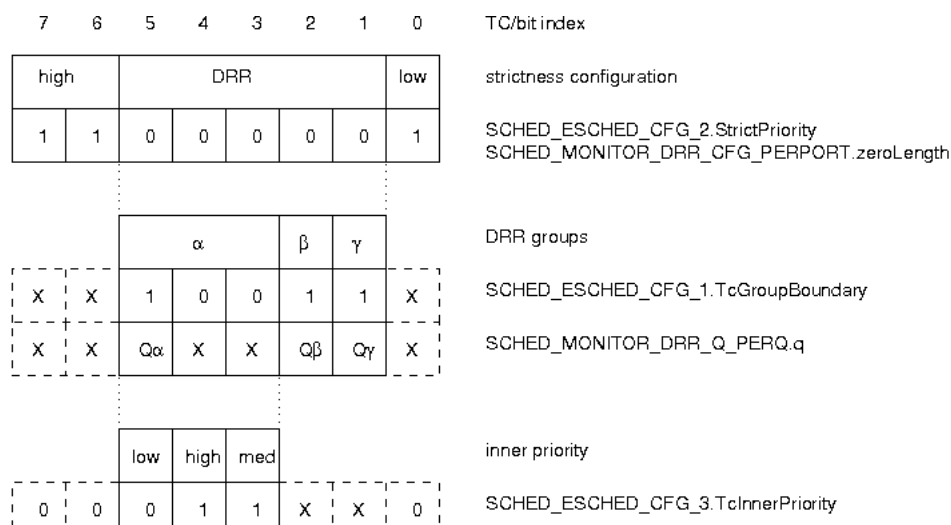 7 6 5 4 3 2 1 0 TC/bit index
high DRR low strictness configuration
1 1 0 0 0 0 0 1 SCHED_ESCHED_CFG_2.StrictPriority
SCHED_MONITOR_DRR_CFG_PERPORT.zeroLength
α β γ DRR groups
X X 1 0 0 1 1 X SCHED_ESCHED_CFG_1.TcGroupBoundary
X X Qα X X Qβ Qγ X SCHED_MONITOR_DRR_Q_PERQ.q
low high med inner priority
0 0 0 1 1 X X 0 SCHED_ESCHED_CFG_3.TcInnerPriority